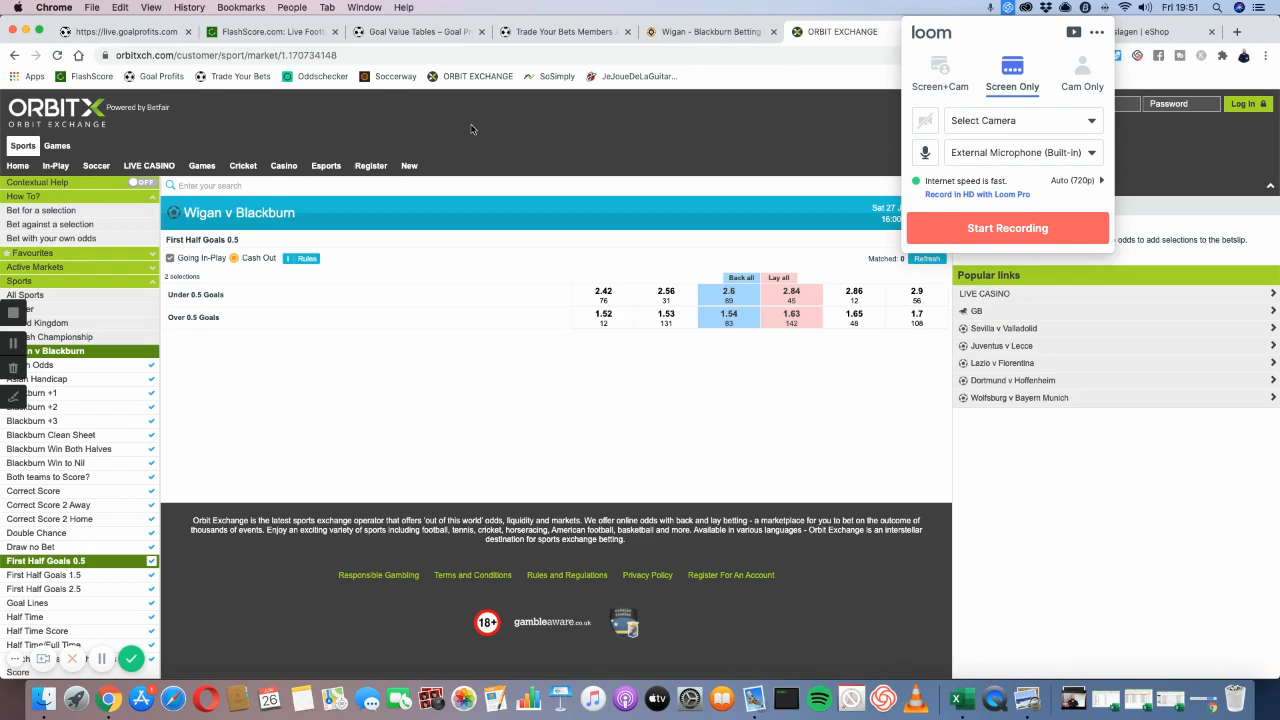 Chrome File Edit View History Bookmarks People Tab Window Help
Fri 19:51
https://live.goalprofits.com
FlashScore.com: Live Footi
Goal Value Tables – Goal Pr
Trade Your Bets Members
Wigan - Blackburn Betting
ORBIT EXCHANGE
slagen | eShop
orbitxch.com/customer/sport/market/1.170734148
Apps FlashScore Goal Profits Trade Your Bets Oddschecker Soccerway ORBIT EXCHANGE SoSimply JeJoueDeLaGuitar...
loom
Screen+Cam
Screen Only
Cam Only
Select Camera
External Microphone (Built-in)
Internet speed is fast.
Auto (720p)
Record in HD with Loom Pro
Start Recording
ORBITX
Powered by Betfair
ORBIT EXCHANGE
Password
Log In
Sports Games
Home In-Play Soccer LIVE CASINO Games Cricket Casino Esports Register New
Contextual Help OFF
How To?
Bet for a selection
Bet against a selection
Bet with your own odds
Favourites
Active Markets
Sports
All Sports
er
Kingdom
Championship
n v Blackburn
Odds
Handicap
burn +1
burn +2
Blackburn +3
Blackburn Clean Sheet
Blackburn Win Both Halves
Blackburn Win to Nil
Both teams to Score?
Correct Score
Correct Score 2 Away
Correct Score 2 Home
Double Chance
Draw no Bet
First Half Goals 0.5
First Half Goals 1.5
First Half Goals 2.5
Goal Lines
Half Time
Half Time Score
Half Time/Full Time
Score
Enter your search
Wigan v Blackburn
Sat 27 J
16:00
First Half Goals 0.5
Going In-Play Cash Out Rules
Matched: 0 Refresh
2 selections
Back all Lay all
Under 0.5 Goals
2.42 2.56 2.6 2.84 2.86 2.9
76 31 89 45 12 56
Over 0.5 Goals
1.52 1.53 1.54 1.63 1.65 1.7
12 131 83 142 48 108
odds to add selections to the betslip.
Popular links
LIVE CASINO
GB
Sevilla v Valladolid
Juventus v Lecce
Lazio v Fiorentina
Dortmund v Hoffenheim
Wolfsburg v Bayern Munich
Orbit Exchange is the latest sports exchange operator that offers 'out of this world' odds, liquidity and markets. We offer online odds with back and lay betting - a marketplace for you to bet on the outcome of
thousands of events. Enjoy an exciting variety of sports including football, tennis, cricket, horseracing, American football, basketball and more. Available in various languages - Orbit Exchange is an interstellar
destination for sports exchange betting.
Responsible Gambling Terms and Conditions Rules and Regulations Privacy Policy Register For An Account
18+
gambleaware.co.uk